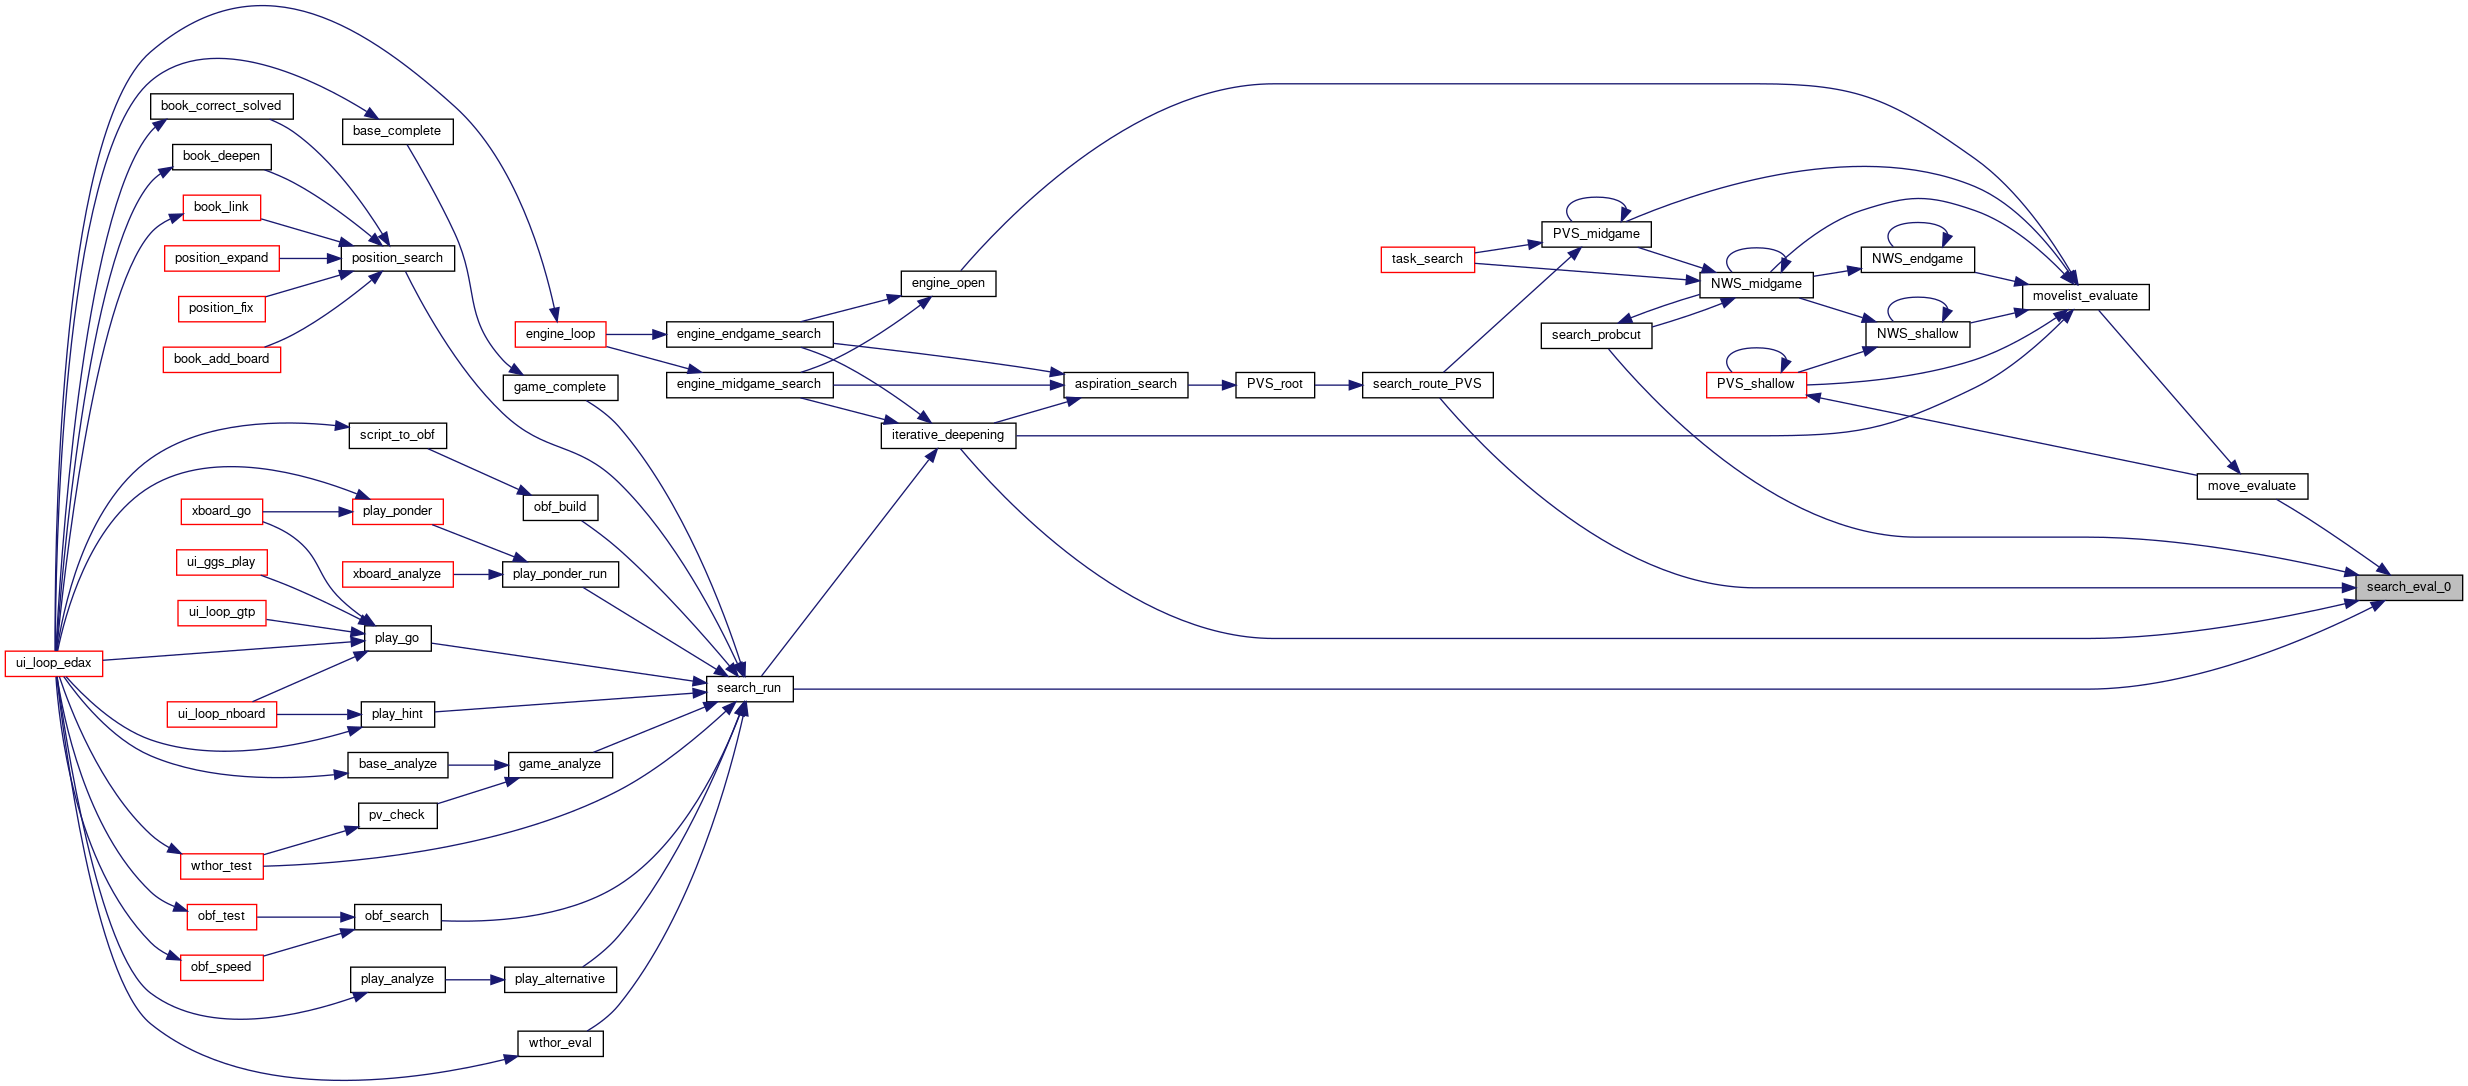 book_correct_solved
base_complete
book_deepen
book_link
position_expand
position_search
position_fix
book_add_board
engine_loop
game_complete
engine_open
engine_endgame_search
engine_midgame_search
aspiration_search
PVS_root
search_route_PVS
iterative_deepening
task_search
PVS_midgame
search_probcut
NWS_midgame
PVS_shallow
NWS_endgame
NWS_shallow
movelist_evaluate
move_evaluate
search_eval_0
script_to_obf
obf_build
xboard_go
play_ponder
ui_ggs_play
xboard_analyze
play_ponder_run
ui_loop_gtp
play_go
ui_loop_edax
search_run
ui_loop_nboard
play_hint
base_analyze
game_analyze
pv_check
wthor_test
obf_test
obf_search
obf_speed
play_analyze
play_alternative
wthor_eval